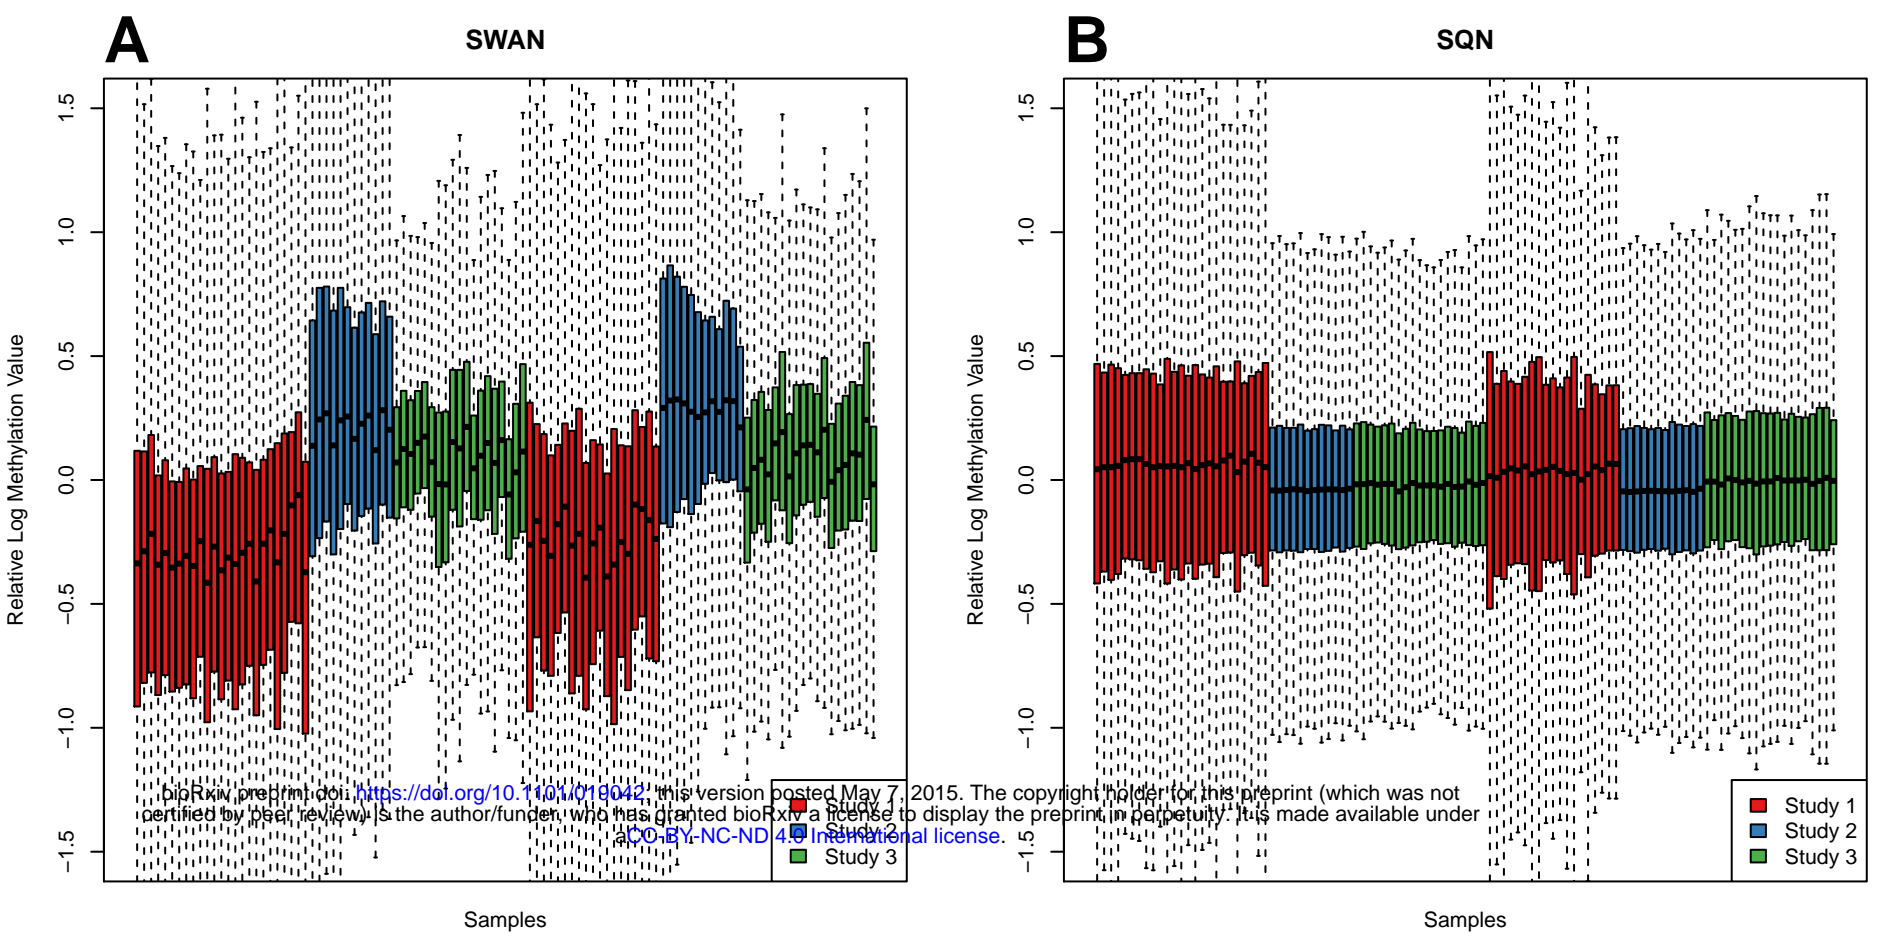 A
SWAN
B
SQN
Relative Log Methylation Value
1.5
1.0
0.5
0.0
−0.5
−1.0
−1.5
Samples
Study 1
Study 2
Study 3
Relative Log Methylation Value
1.5
1.0
0.5
0.0
−0.5
−1.0
−1.5
Samples
Study 1
Study 2
Study 3
bioRxiv preprint doi: https://doi.org/10.1101/019042; this version posted May 7, 2015. The copyright holder for this preprint (which was not
certified by peer review) is the author/funder, who has granted bioRxiv a license to display the preprint in perpetuity. It is made available under
aCC-BY-NC-ND 4.0 International license.